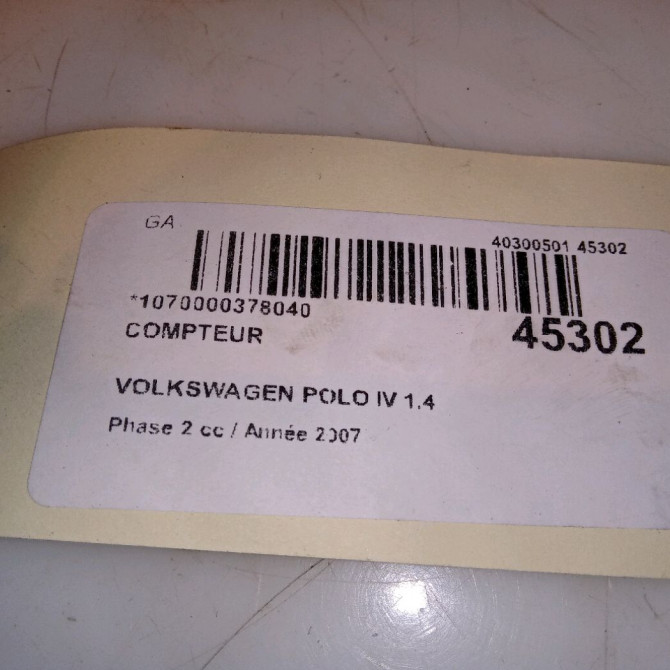 GA
40300501 45302
*1070000378040
COMPTEUR
45302
VOLKSWAGEN POLO IV 1.4
Phase 2 cc / Année 2007